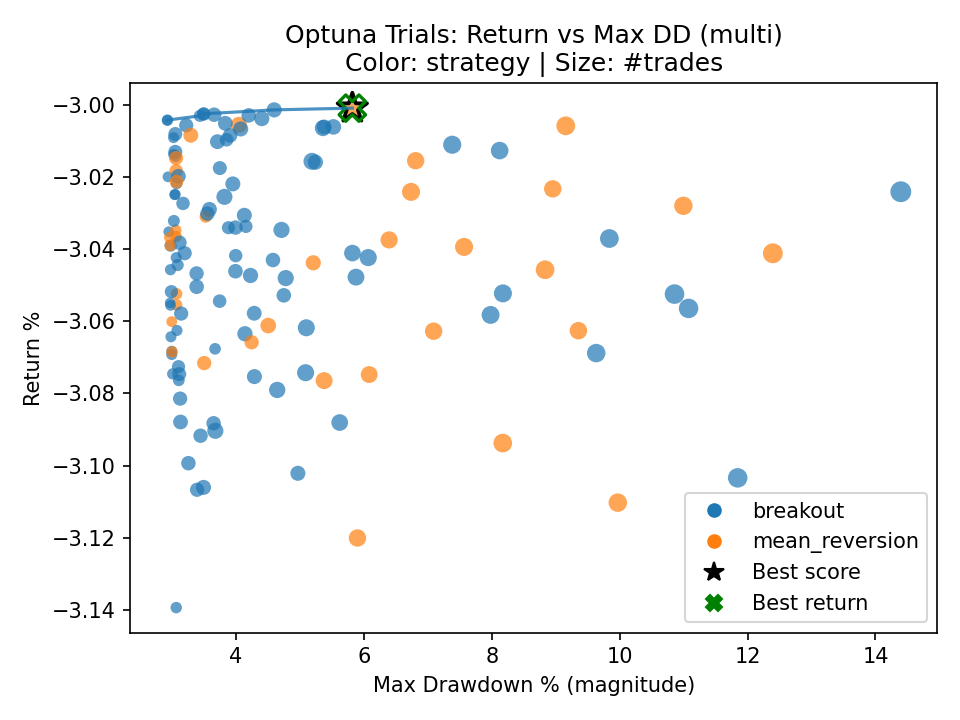 Optuna Trials: Return vs Max DD (multi)
Color: strategy | Size: #trades
−3.00
−3.02
−3.04
−3.06
−3.08
−3.10
−3.12
−3.14
Return %
breakout
mean_reversion
Best score
Best return
4 6 8 10 12 14
Max Drawdown % (magnitude)